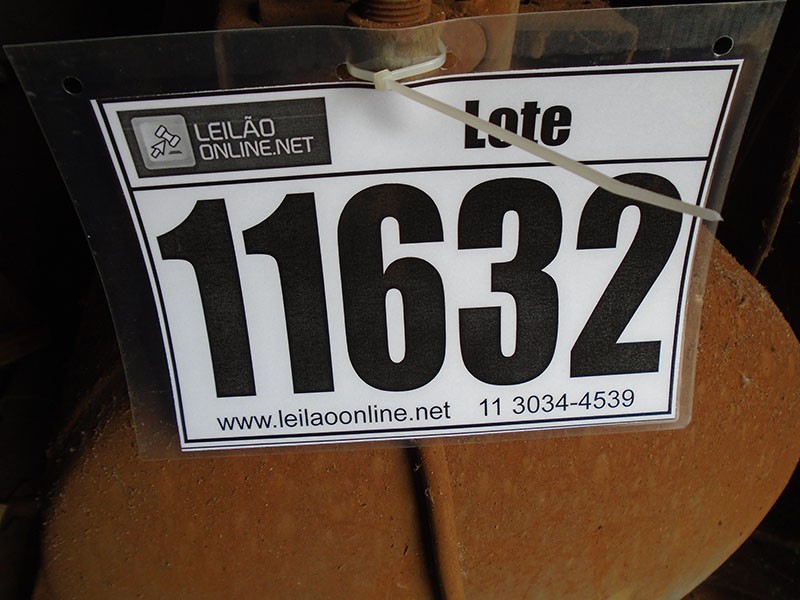 LEILÃO
ONLINE.NET
Lote
11632
www.leilaoonline.net 11 3034-4539